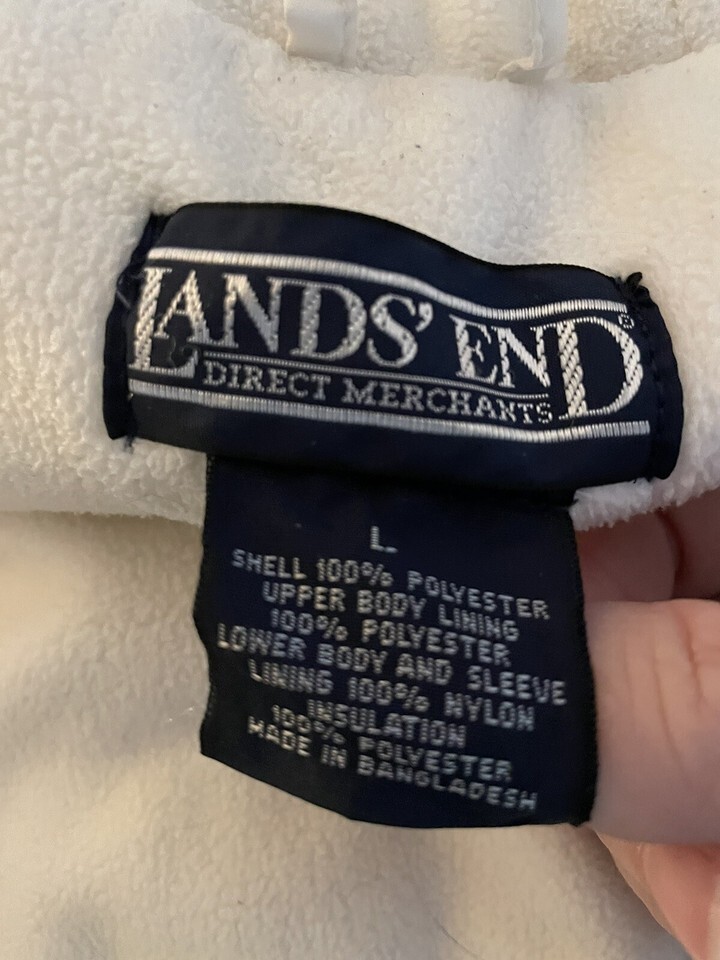 LANDS' END®
DIRECT MERCHANTS
L.
SHELL 100% POLYESTER
UPPER BODY LINING
100% POLYESTER
LOWER BODY AND SLEEVE
LINING 100% NYLON
INSULATION
100% POLYESTER
MADE IN BANGLADESH